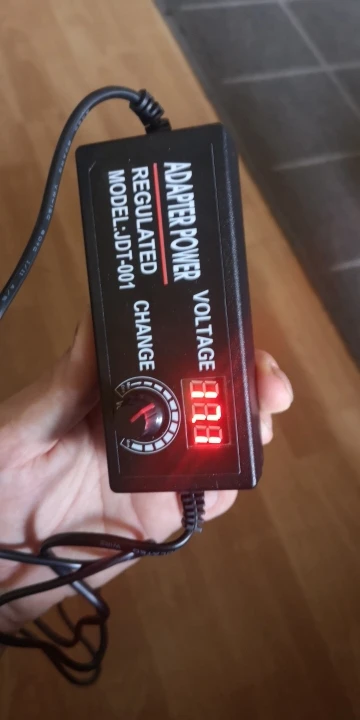 ADAPTER POWER
REGULATED
MODEL:JDT-001
VOLTAGE
CHANGE